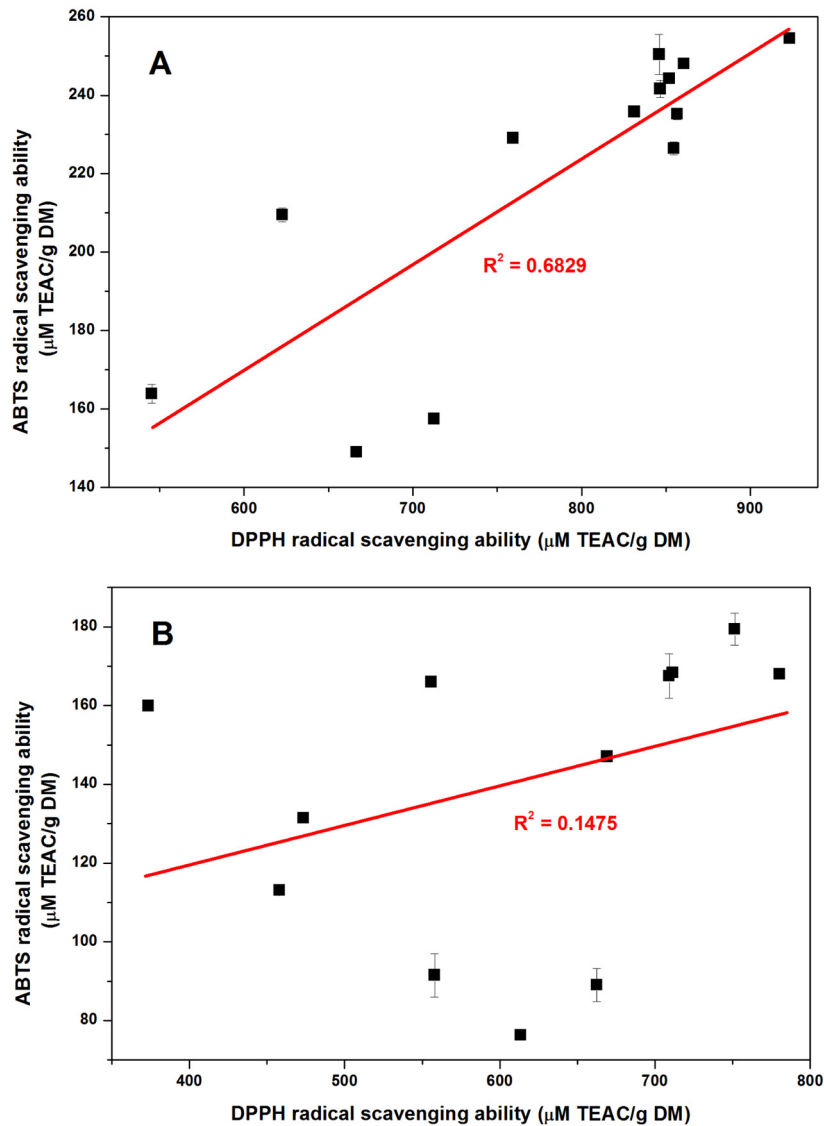 A
260
240
220
200
180
160
140
ABTS radical scavenging ability
(μM TEAC/g DM)
R² = 0.6829
600 700 800 900
DPPH radical scavenging ability (μM TEAC/g DM)
B
180
160
140
120
100
80
ABTS radical scavenging ability
(μM TEAC/g DM)
R² = 0.1475
400 500 600 700 800
DPPH radical scavenging ability (μM TEAC/g DM)